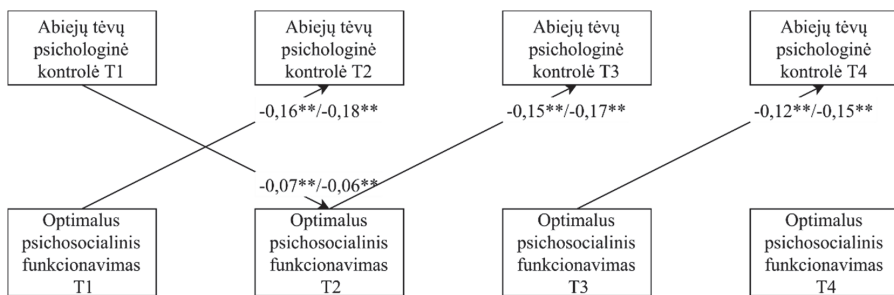 Abiejų tėvų
psichologinė
kontrolė T1
Abiejų tėvų
psichologinė
kontrolė T2
Abiejų tėvų
psichologinė
kontrolė T3
Abiejų tėvų
psichologinė
kontrolė T4
-0,16**/-0,18**
-0,15**/-0,17**
-0,12**/-0,15**
-0,07**/-0,06**
Optimalus
psichosocialinis
funkcionavimas
T1
Optimalus
psichosocialinis
funkcionavimas
T2
Optimalus
psichosocialinis
funkcionavimas
T3
Optimalus
psichosocialinis
funkcionavimas
T4